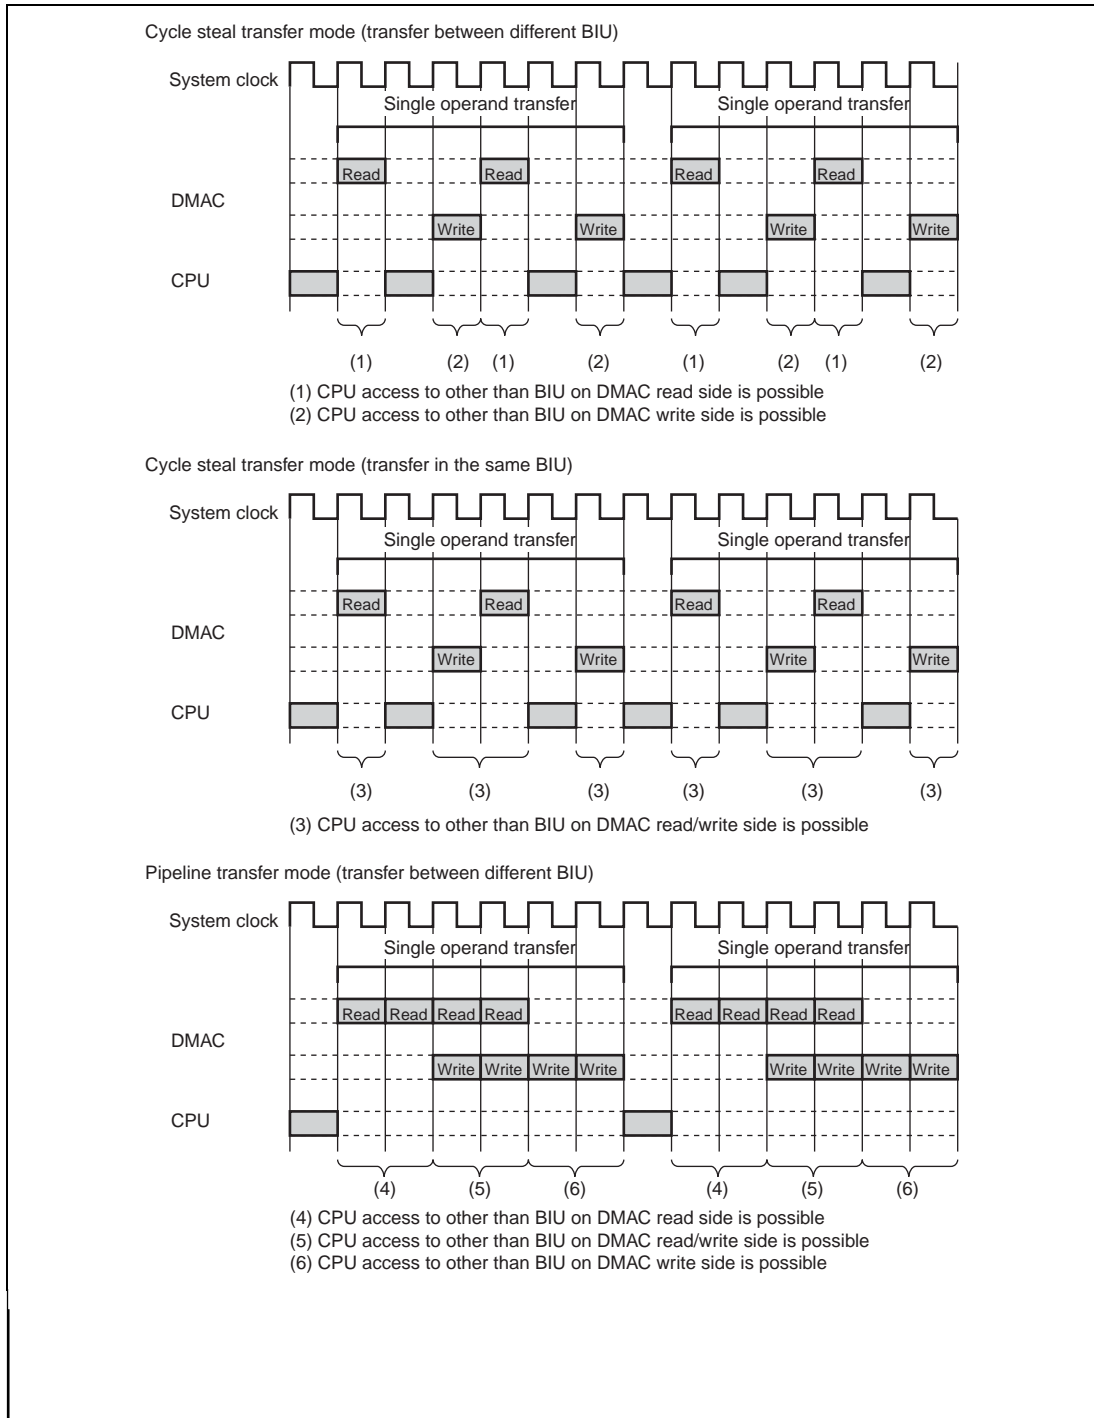 Cycle steal transfer mode (transfer between different BIU)
System clock
Single operand transfer Single operand transfer
Read Read Read Read
DMAC
Write Write Write Write
CPU
(1) (2) (1) (2) (1) (2) (1) (2)
(1) CPU access to other than BIU on DMAC read side is possible
(2) CPU access to other than BIU on DMAC write side is possible
Cycle steal transfer mode (transfer in the same BIU)
System clock
Single operand transfer Single operand transfer
Read Read Read Read
DMAC
Write Write Write Write
CPU
(3) (3) (3) (3) (3) (3)
(3) CPU access to other than BIU on DMAC read/write side is possible
Pipeline transfer mode (transfer between different BIU)
System clock
Single operand transfer Single operand transfer
Read Read Read Read Read Read Read Read
DMAC
Write Write Write Write Write Write Write Write
CPU
(4) (5) (6) (4) (5) (6)
(4) CPU access to other than BIU on DMAC read side is possible
(5) CPU access to other than BIU on DMAC read/write side is possible
(6) CPU access to other than BIU on DMAC write side is possible